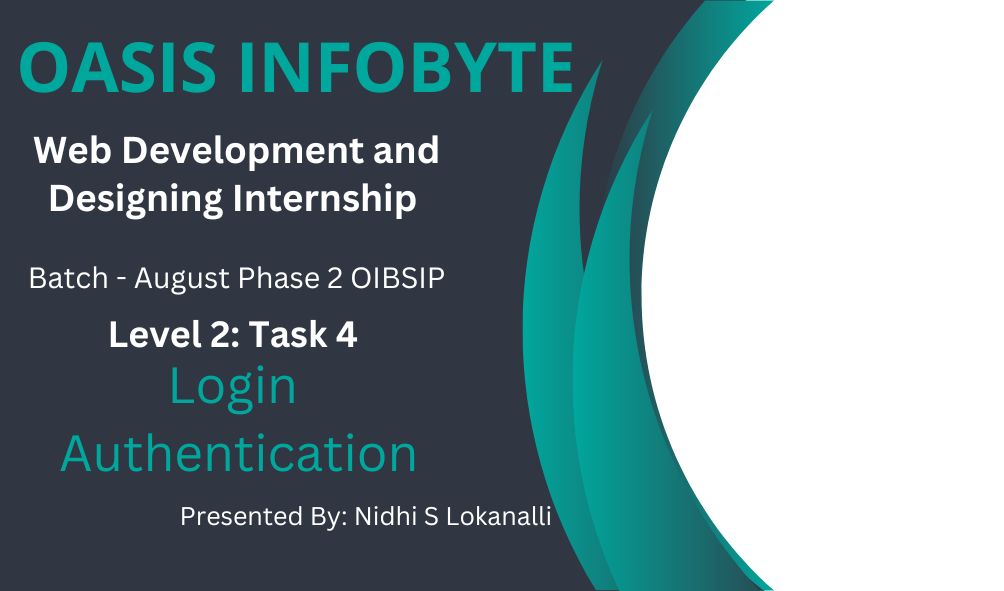 OASIS INFOBYTE
Web Development and
Designing Internship
Batch - August Phase 2 OIBSIP
Level 2: Task 4
Login
Authentication
Presented By: Nidhi S Lokanalli